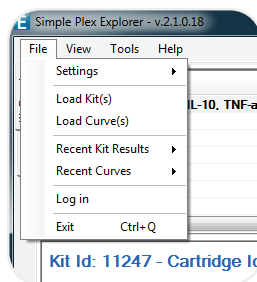 E Simple Plex Explorer - v.2.1.0.18
File View Tools Help
Settings
Load Kit(s)
Load Curve(s)
IL-10, TNF-a
Recent Kit Results
Recent Curves
Log in
Exit Ctrl+Q
Kit Id: 11247 - Cartridge